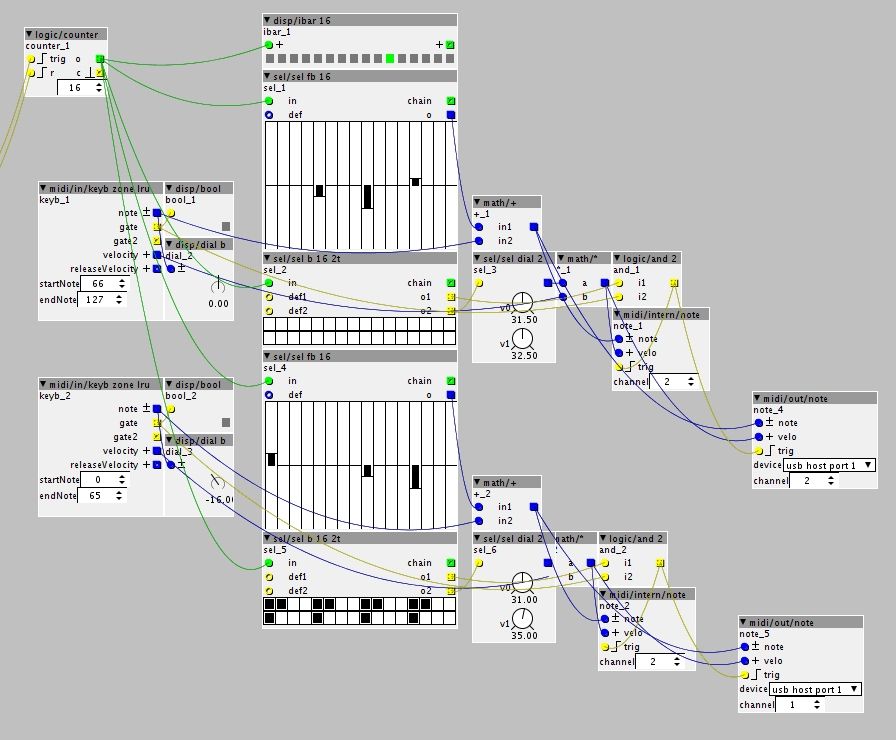 ▼ logic/counter
counter_1
trig o
r c
16
▼ disp/ibar 16
ibar_1
+ +
▼ sel/sel fb 16
sel_1
in chain
def o
▼ midi/in/keyb zone lru
keyb_1
note ±
gate
gate2
velocity +
releaseVelocity +
startNote 66
endNote 127
▼ disp/bool
bool_1
disp/dial b
dial_2
±
0.00
▼ sel/sel b 16 2t
sel_2
in chain
def1 o1
def2 o2
▼ math/+
+_1
in1
in2
▼ sel/sel dial 2
sel_3
v0
31.50
v1
32.50
▼ math/*
*_1
a
b
▼ logic/and 2
and_1
i1
i2
▼ midi/intern/note
note_1
± note
+ velo
trig
channel 2
▼ midi/out/note
note_4
± note
+ velo
trig
device usb host port 1 ▼
channel 2
▼ sel/sel fb 16
sel_4
in chain
def o
▼ midi/in/keyb zone lru
keyb_2
note ±
gate
gate2
velocity +
releaseVelocity +
startNote 0
endNote 65
▼ disp/bool
bool_2
disp/dial b
dial_3
±
-16.0
▼ sel/sel b 16 2t
sel_5
in chain
def1 o1
def2 o2
▼ math/+
+_2
in1
in2
▼ sel/sel dial 2
sel_6
v0
31.00
v1
35.00
math/*
a
b
▼ logic/and 2
and_2
i1
i2
▼ midi/intern/note
note_2
± note
+ velo
trig
channel 2
▼ midi/out/note
note_5
± note
+ velo
trig
device usb host port 1 ▼
channel 1